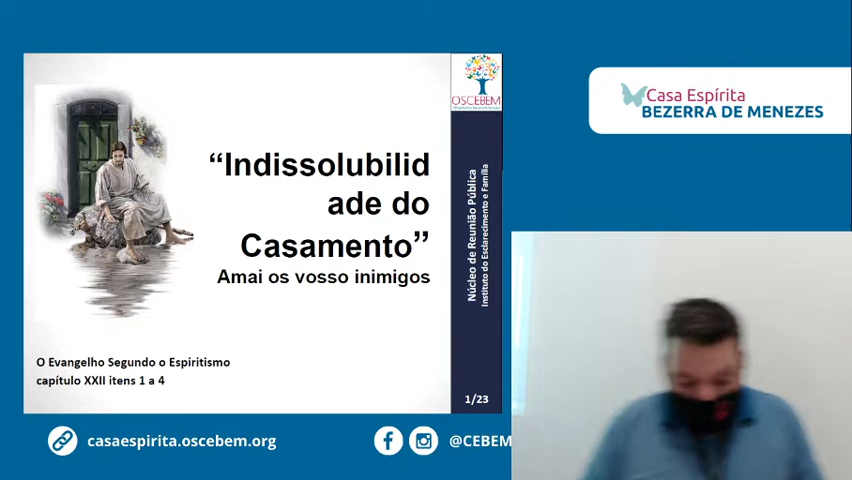 “Indissolubilid
ade do
Casamento”
Amai os vosso inimigos
O Evangelho Segundo o Espiritismo
capítulo XXII itens 1 a 4
OSCEBEM
Núcleo de Reunião Pública
Instituto do Esclarecimento e Família
1/23
Casa Espírita
BEZERRA DE MENEZES
casaespirita.oscebem.org
@CEBEM